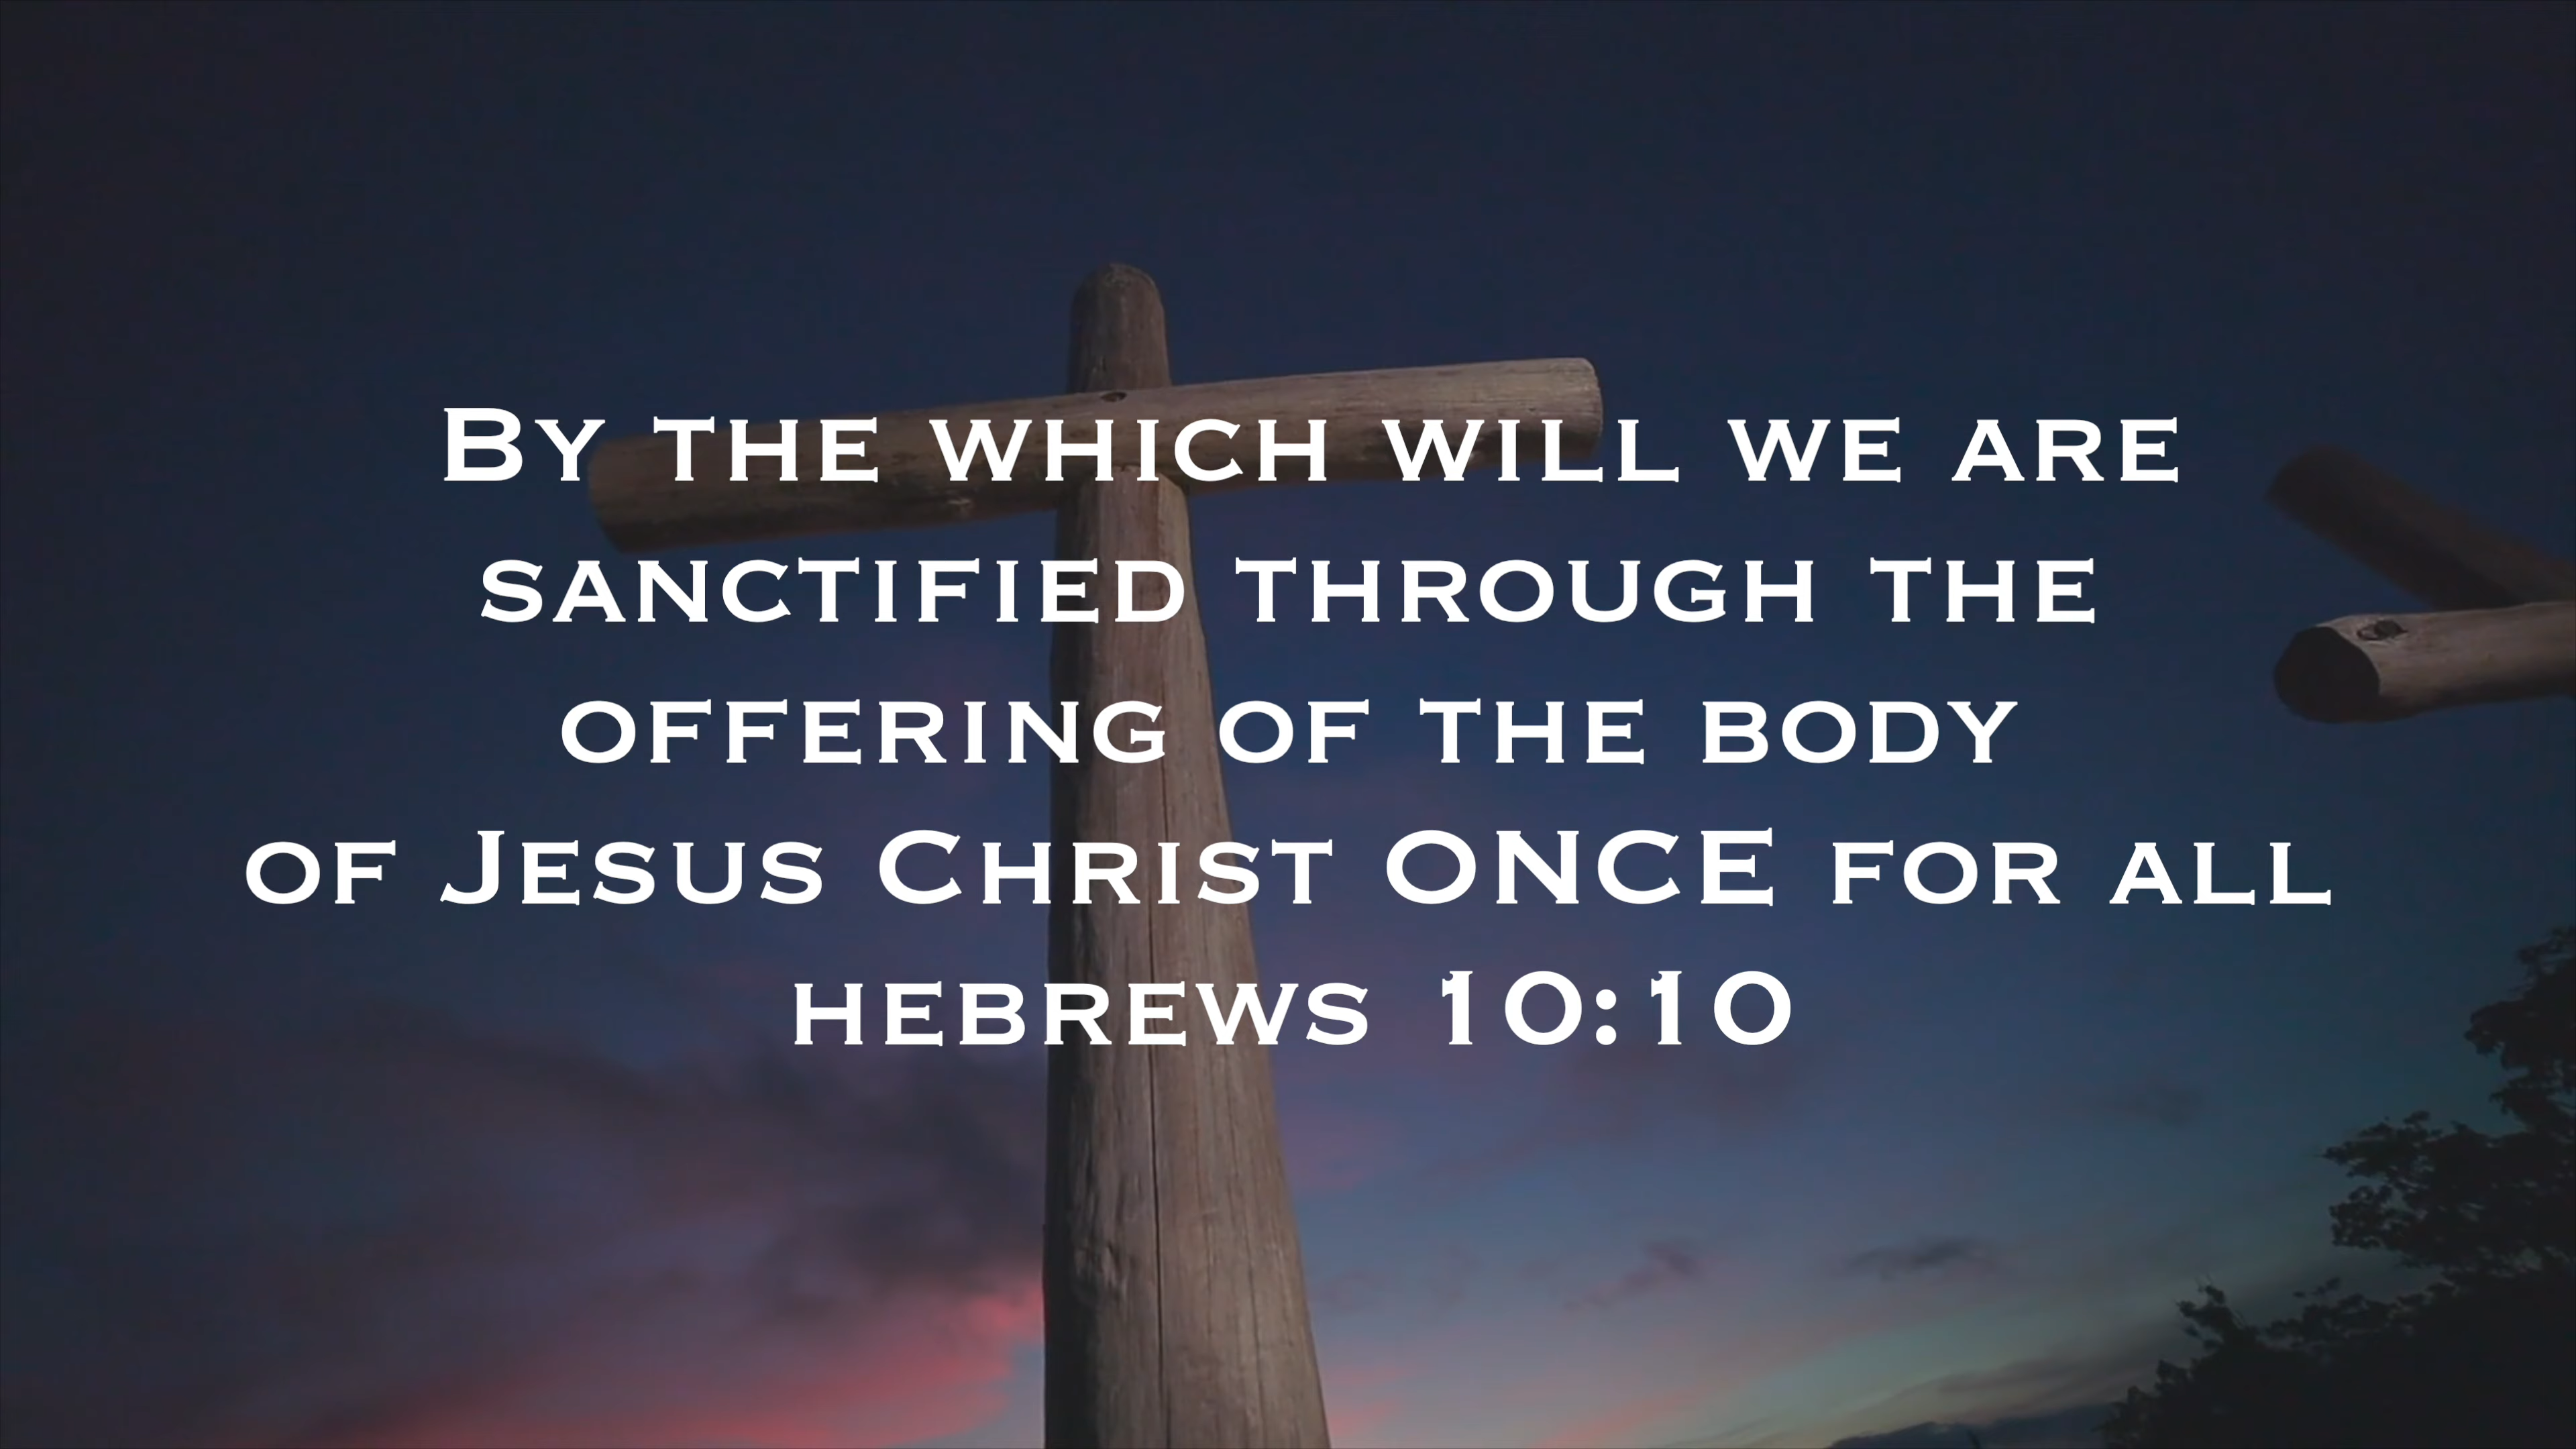 By the which will we are
sanctified through the
offering of the body
of Jesus Christ ONCE for all
hebrews 10:10